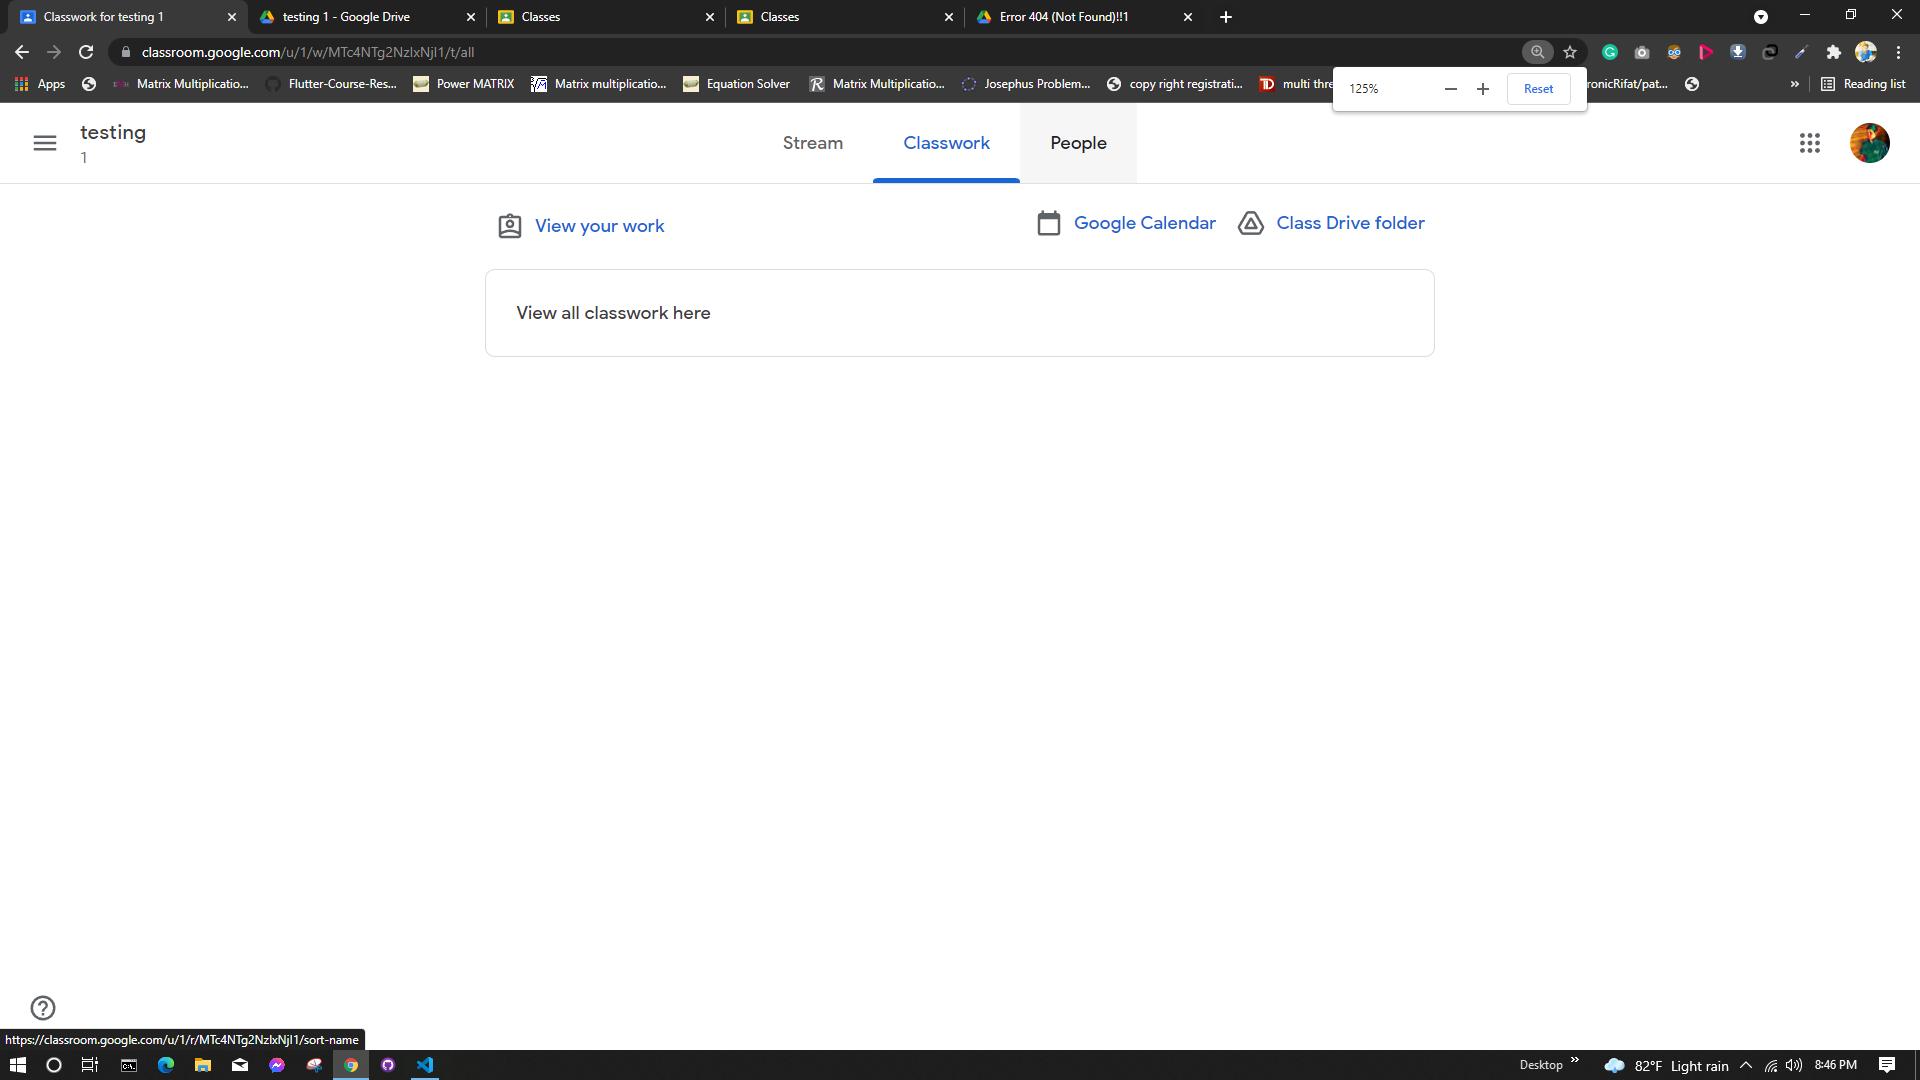 Classwork for testing 1
testing 1 - Google Drive
Classes
Classes
Error 404 (Not Found)!!1
classroom.google.com/u/1/w/MTc4NTg2NzIxNjI1/t/all
Apps
Matrix Multiplicatio...
Flutter-Course-Res...
Power MATRIX
Matrix multiplicatio...
Equation Solver
Matrix Multiplicatio...
Josephus Problem...
copy right registrati...
multi thre
ronicRifat/pat...
Reading list
125%
Reset
testing
1
Stream
Classwork
People
View your work
Google Calendar
Class Drive folder
View all classwork here
https://classroom.google.com/u/1/r/MTc4NTg2NzIxNjI1/sort-name
Desktop
82°F Light rain
8:46 PM